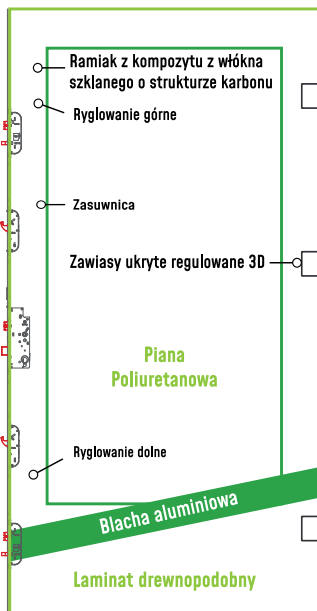 Ramiak z kompozytu z włókna
szklanego o strukturze karbonu
Ryglowanie górne
Zasuwnica
Zawiasy ukryte regulowane 3D
Piana
Poliuretanowa
Ryglowanie dolne
Blacha aluminiowa
Laminat drewnopodobny